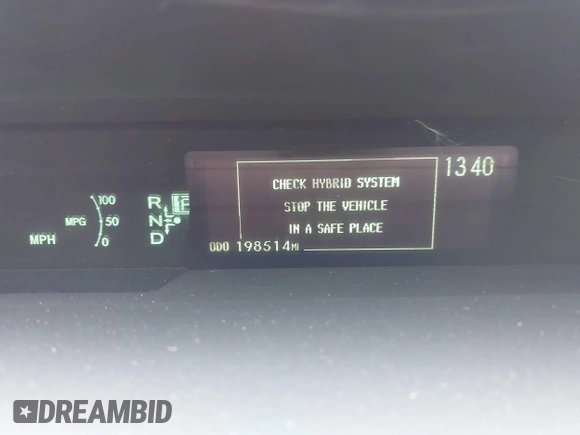 1340
CHECK HYBRID SYSTEM
STOP THE VEHICLE
IN A SAFE PLACE
ODO 198514MI
100
MPG 50
0
MPH
R
N
D
P
DREAMBID